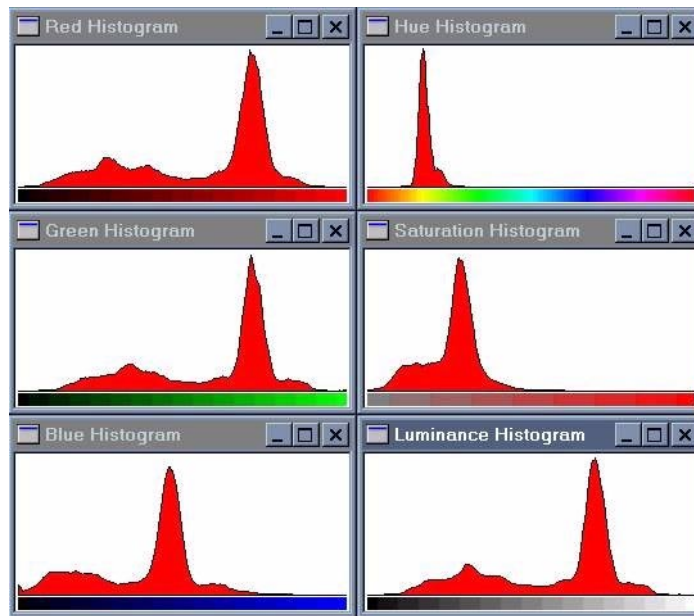 Red Histogram
Hue Histogram
Green Histogram
Saturation Histogram
Blue Histogram
Luminance Histogram